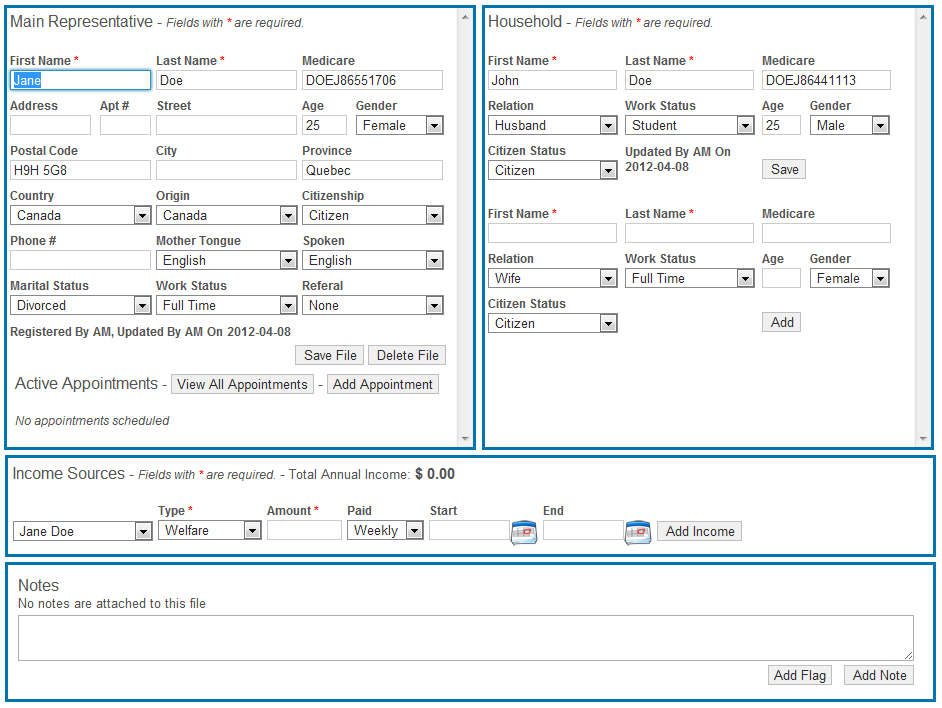 Main Representative - Fields with * are required.
First Name * Last Name * Medicare
Jane Doe DOEJ86551706
Address Apt # Street Age Gender
25 Female
Postal Code City Province
H9H 5G8 Quebec
Country Origin Citizenship
Canada Canada Citizen
Phone # Mother Tongue Spoken
English English
Marital Status Work Status Referal
Divorced Full Time None
Registered By AM, Updated By AM On 2012-04-08
Save File Delete File
Active Appointments - View All Appointments - Add Appointment
No appointments scheduled
Household - Fields with * are required.
First Name * Last Name * Medicare
John Doe DOEJ86441113
Relation Work Status Age Gender
Husband Student 25 Male
Citizen Status Updated By AM On
2012-04-08
Citizen Save
First Name * Last Name * Medicare
Relation Work Status Age Gender
Wife Full Time Female
Citizen Status
Citizen Add
Income Sources - Fields with * are required. - Total Annual Income: $ 0.00
Type * Amount * Paid Start End
Jane Doe Welfare Weekly Add Income
Notes
No notes are attached to this file
Add Flag Add Note